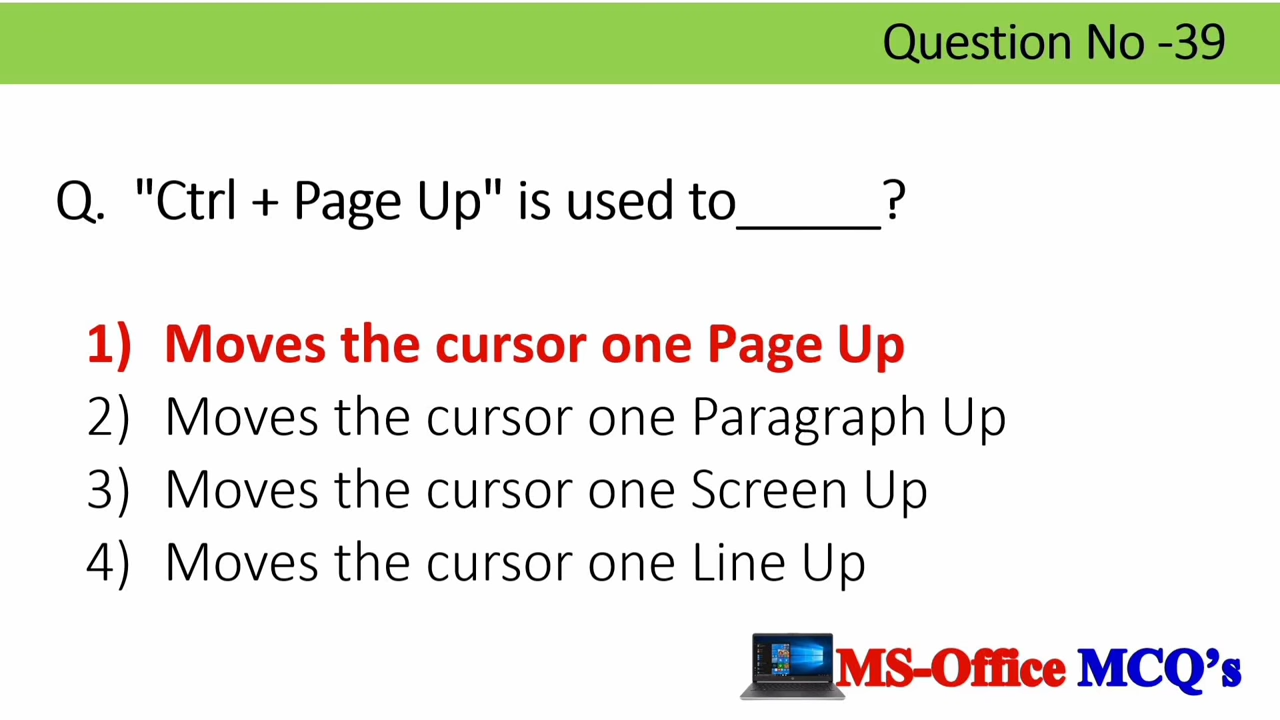 Question No -39
Q. "Ctrl + Page Up" is used to_____?
1) Moves the cursor one Page Up
2) Moves the cursor one Paragraph Up
3) Moves the cursor one Screen Up
4) Moves the cursor one Line Up
MS-Office MCQ’s